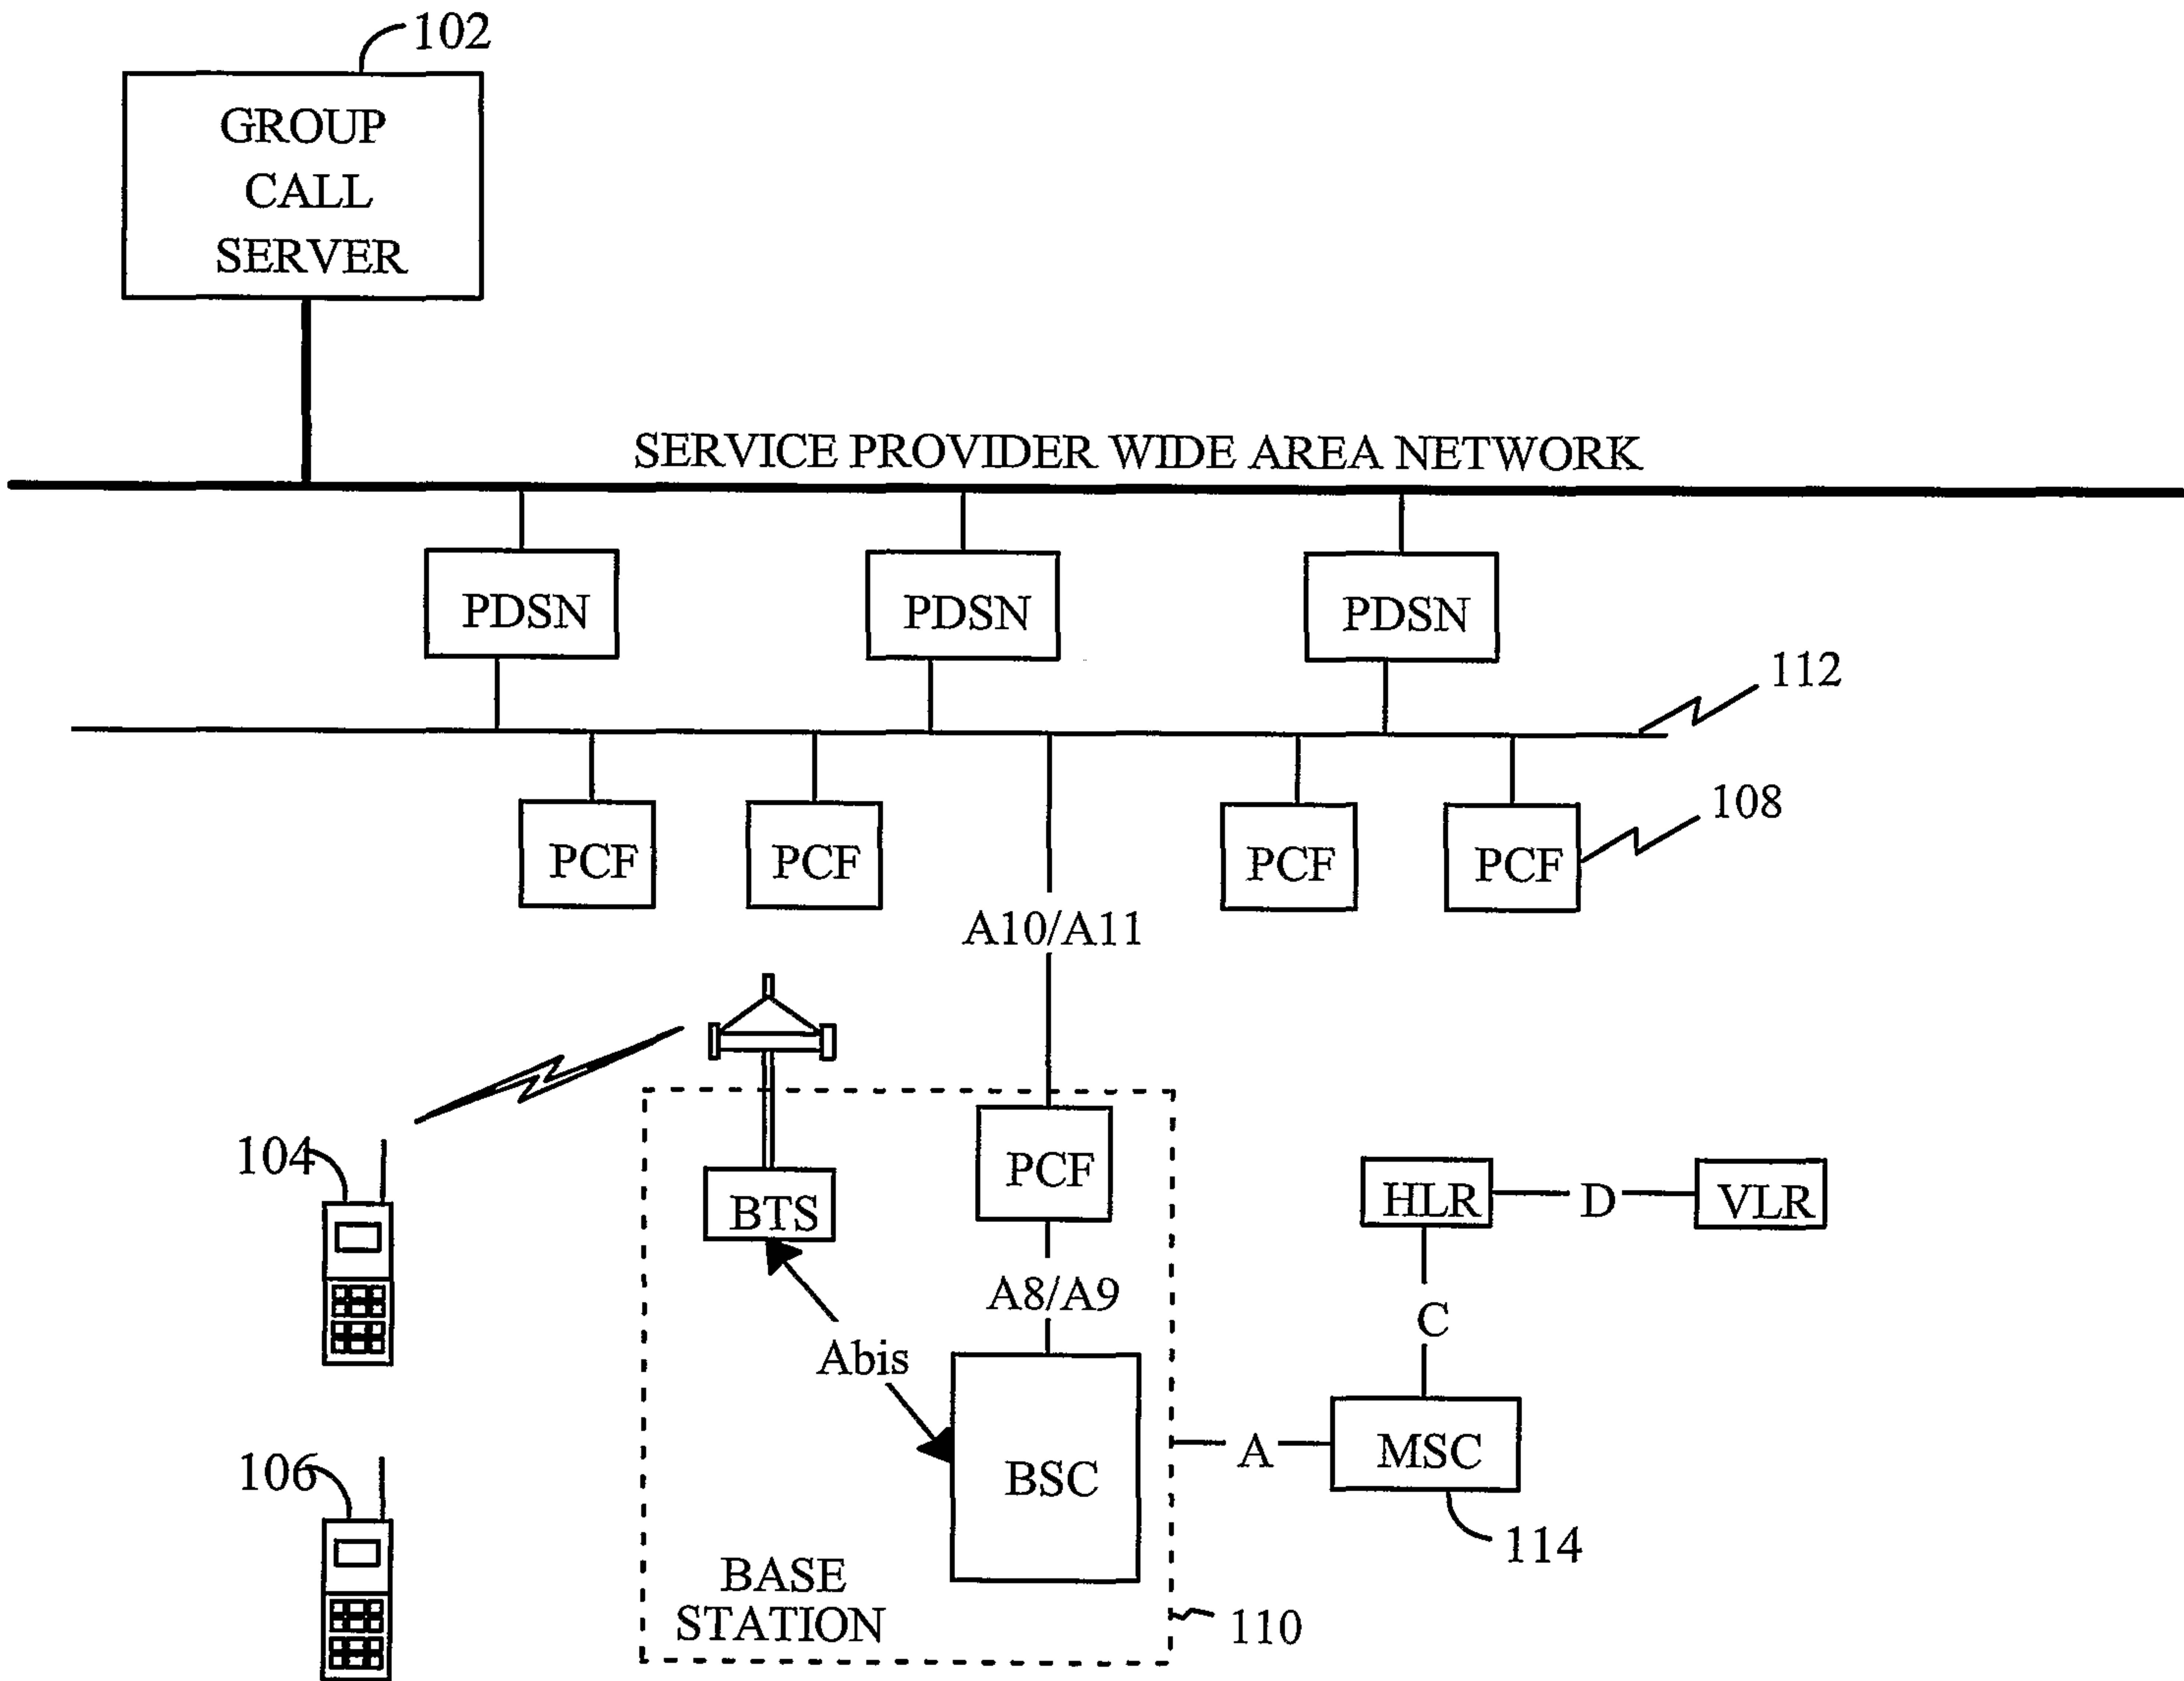 102
GROUP
CALL
SERVER
SERVICE PROVIDER WIDE AREA NETWORK
PDSN
PDSN
PDSN
112
108
PCF
PCF
PCF
PCF
A10/A11
104
PCF
BTS
HLR
D
VLR
A8/A9
C
Abis
106
BSC
A
MSC
114
BASE
STATION
110